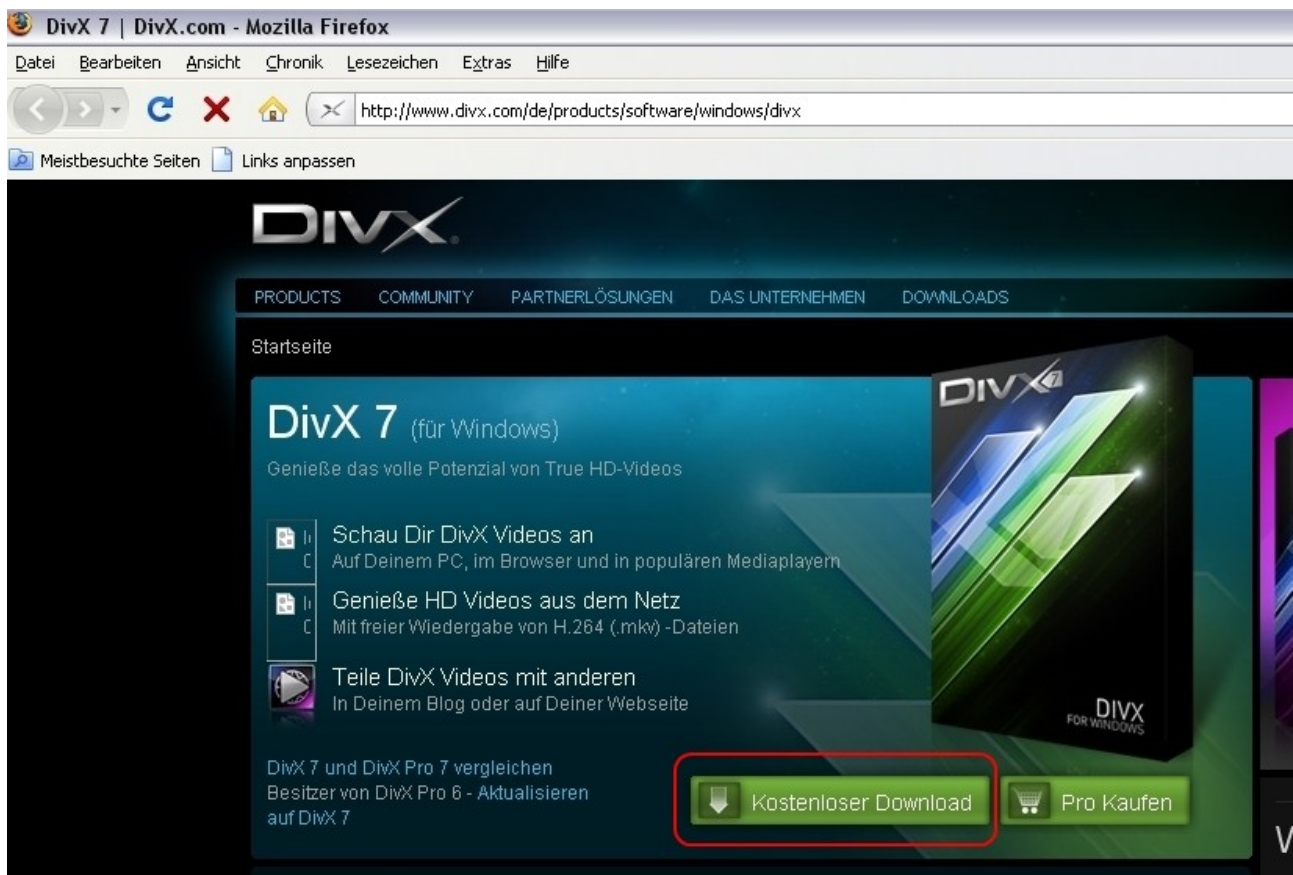 DivX 7 | DivX.com - Mozilla Firefox
Datei Bearbeiten Ansicht Chronik Lesezeichen Extras Hilfe
http://www.divx.com/de/products/software/windows/divx
Meistbesuchte Seiten Links anpassen
DIVX
PRODUCTS COMMUNITY PARTNERLÖSUNGEN DAS UNTERNEHMEN DOWNLOADS
Startseite
DIVX 7
DivX 7 (für Windows)
Genieße das volle Potenzial von True HD-Videos
Schau Dir DivX Videos an
Auf Deinem PC, im Browser und in populären Mediaplayern
Genieße HD Videos aus dem Netz
Mit freier Wiedergabe von H.264 (.mkv) -Dateien
Teile DivX Videos mit anderen
In Deinem Blog oder auf Deiner Webseite
DIVX
FOR WINDOWS
DivX 7 und DivX Pro 7 vergleichen
Besitzer von DivX Pro 6 - Aktualisieren
auf DivX 7
Kostenloser Download
Pro Kaufen